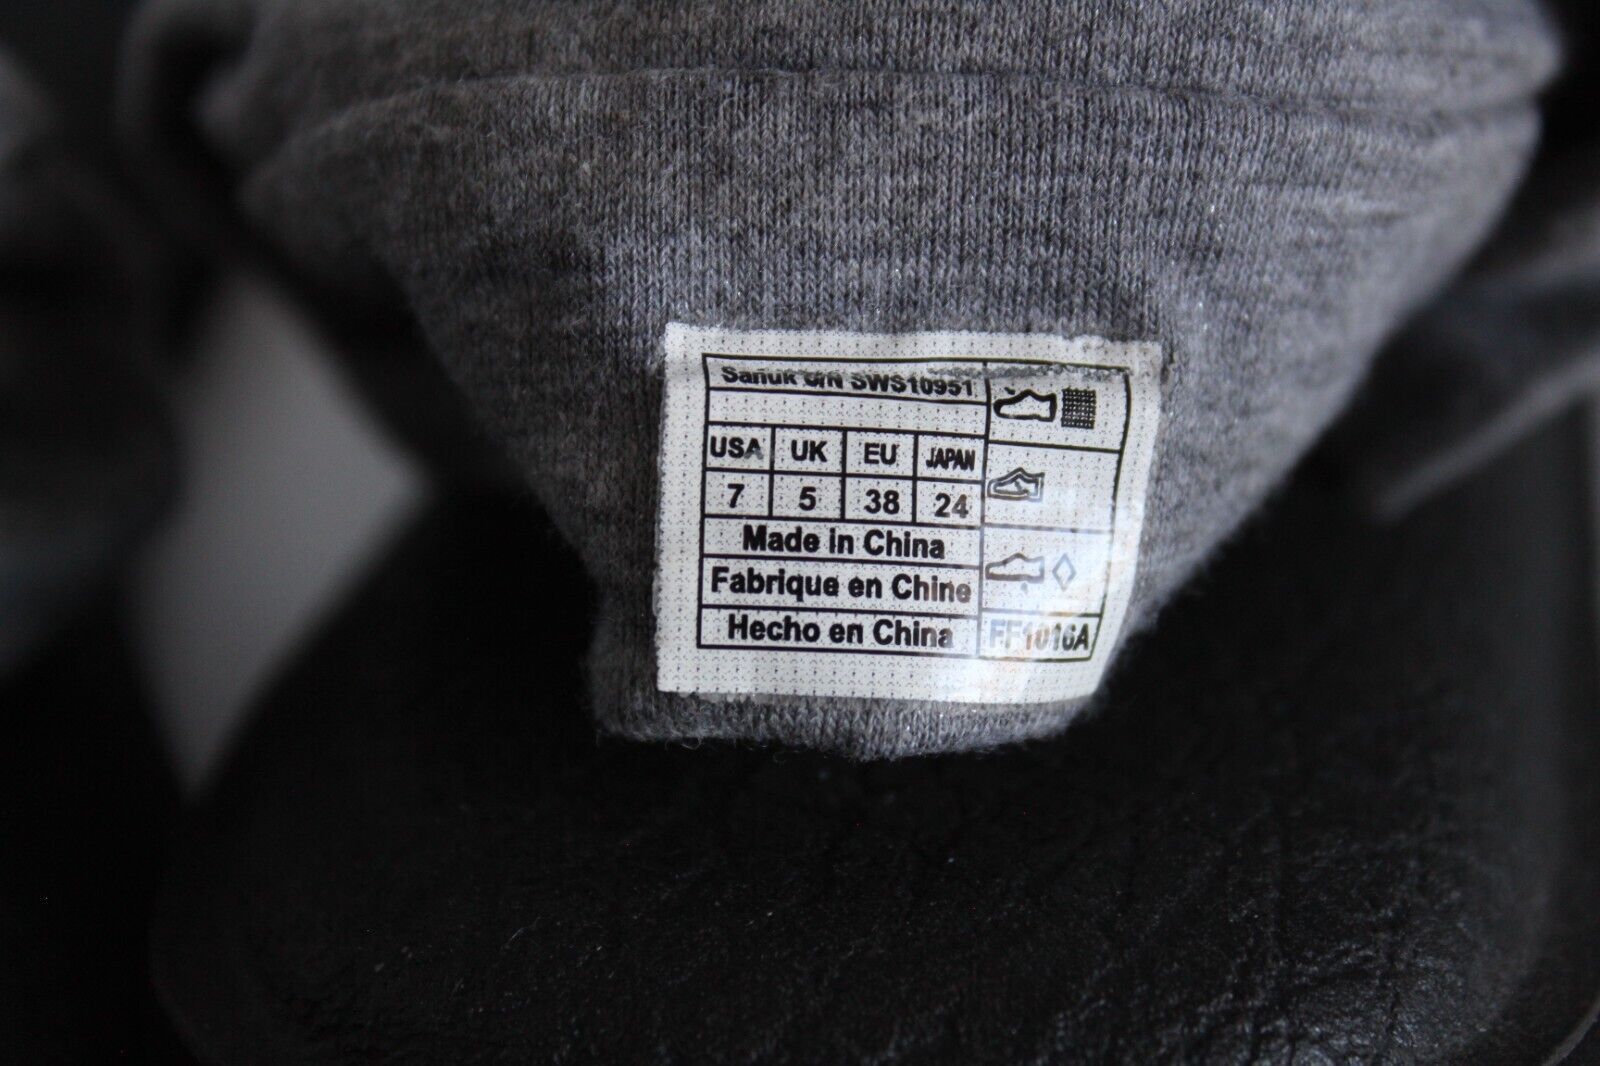 Sanuk S/N SWS10951
USA UK EU JAPAN
7 5 38 24
Made in China
Fabrique en Chine
Hecho en China
FF1016A